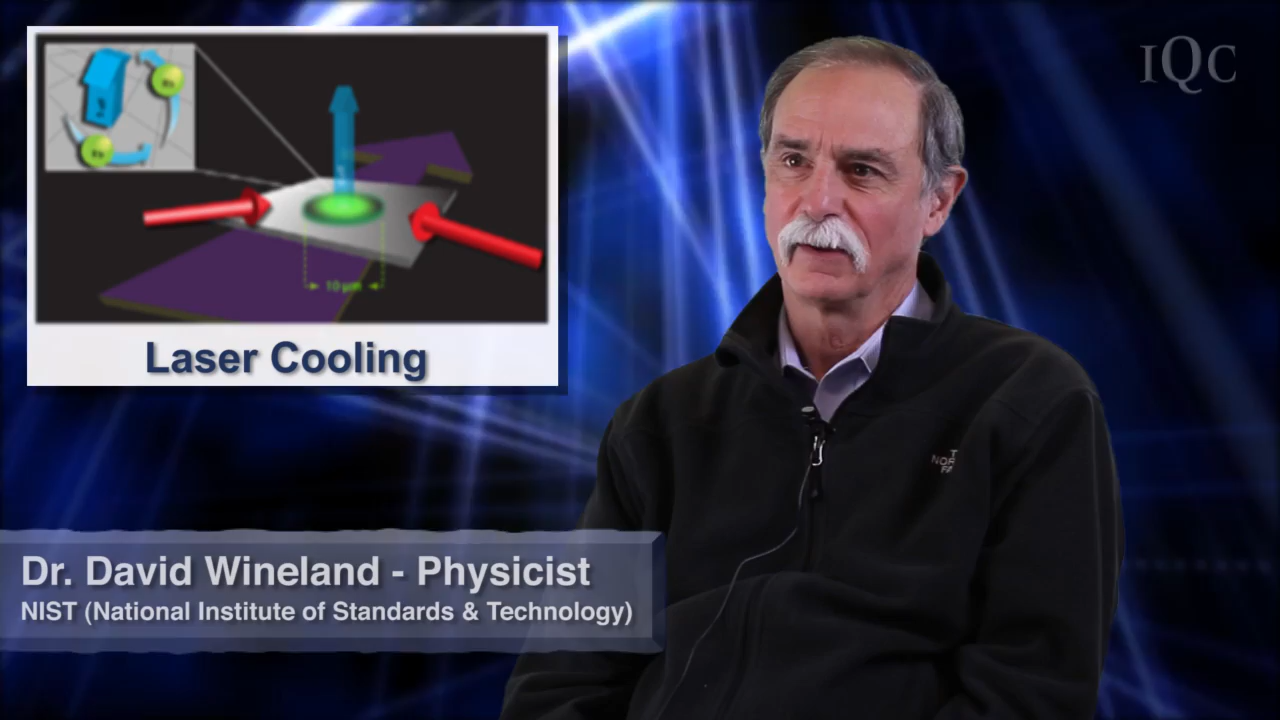 IQC
10 µm
Laser Cooling
Dr. David Wineland - Physicist
NIST (National Institute of Standards & Technology)